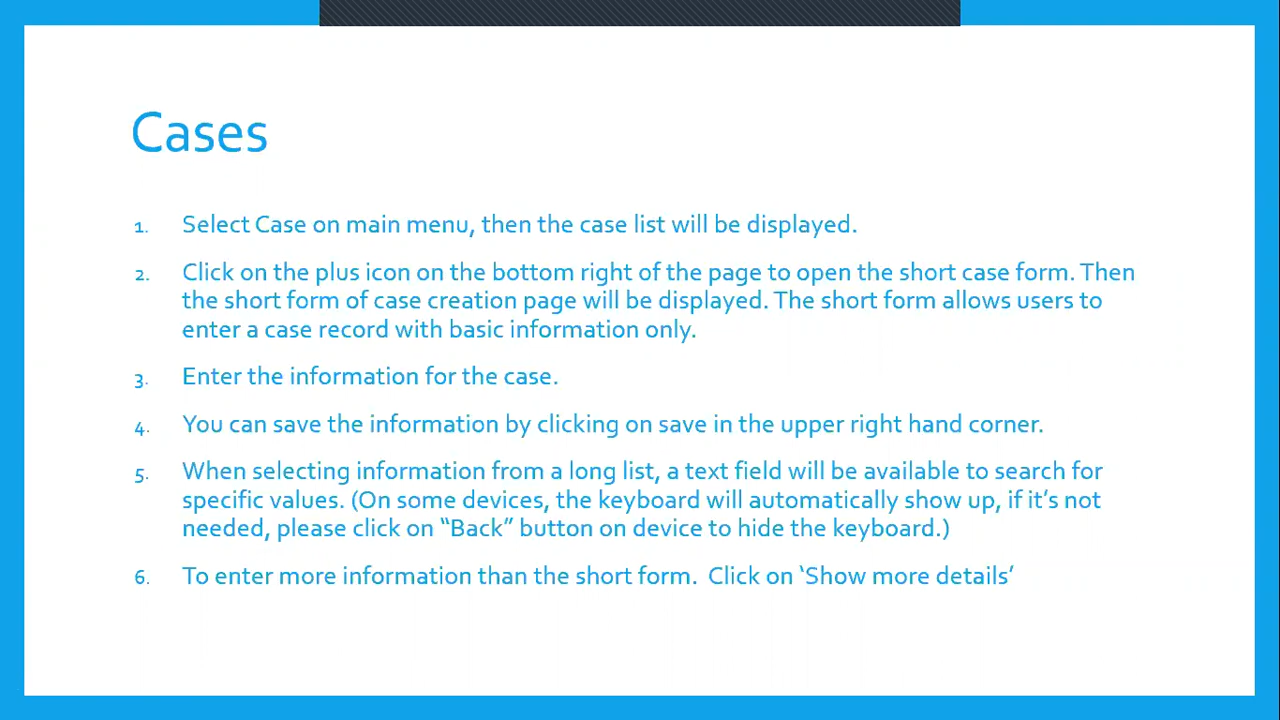 Cases
1. Select Case on main menu, then the case list will be displayed.
2. Click on the plus icon on the bottom right of the page to open the short case form. Then
the short form of case creation page will be displayed. The short form allows users to
enter a case record with basic information only.
3. Enter the information for the case.
4. You can save the information by clicking on save in the upper right hand corner.
5. When selecting information from a long list, a text field will be available to search for
specific values. (On some devices, the keyboard will automatically show up, if it’s not
needed, please click on “Back” button on device to hide the keyboard.)
6. To enter more information than the short form.  Click on ‘Show more details’